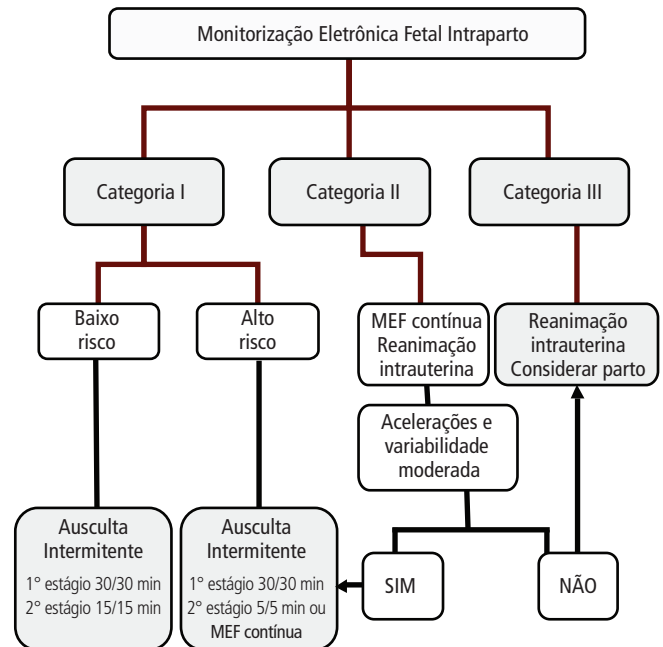 Monitorização Eletrônica Fetal Intraparto
Categoria I
Categoria II
Categoria III
Baixo
risco
Alto
risco
MEF contínua
Reanimação
intrauterina
Reanimação
intrauterina
Considerar parto
Acelerações e
variabilidade
moderada
Ausculta
Intermitente
1° estágio 30/30 min
2° estágio 15/15 min
Ausculta
Intermitente
1° estágio 30/30 min
2° estágio 5/5 min ou
MEF contínua
SIM
NÃO